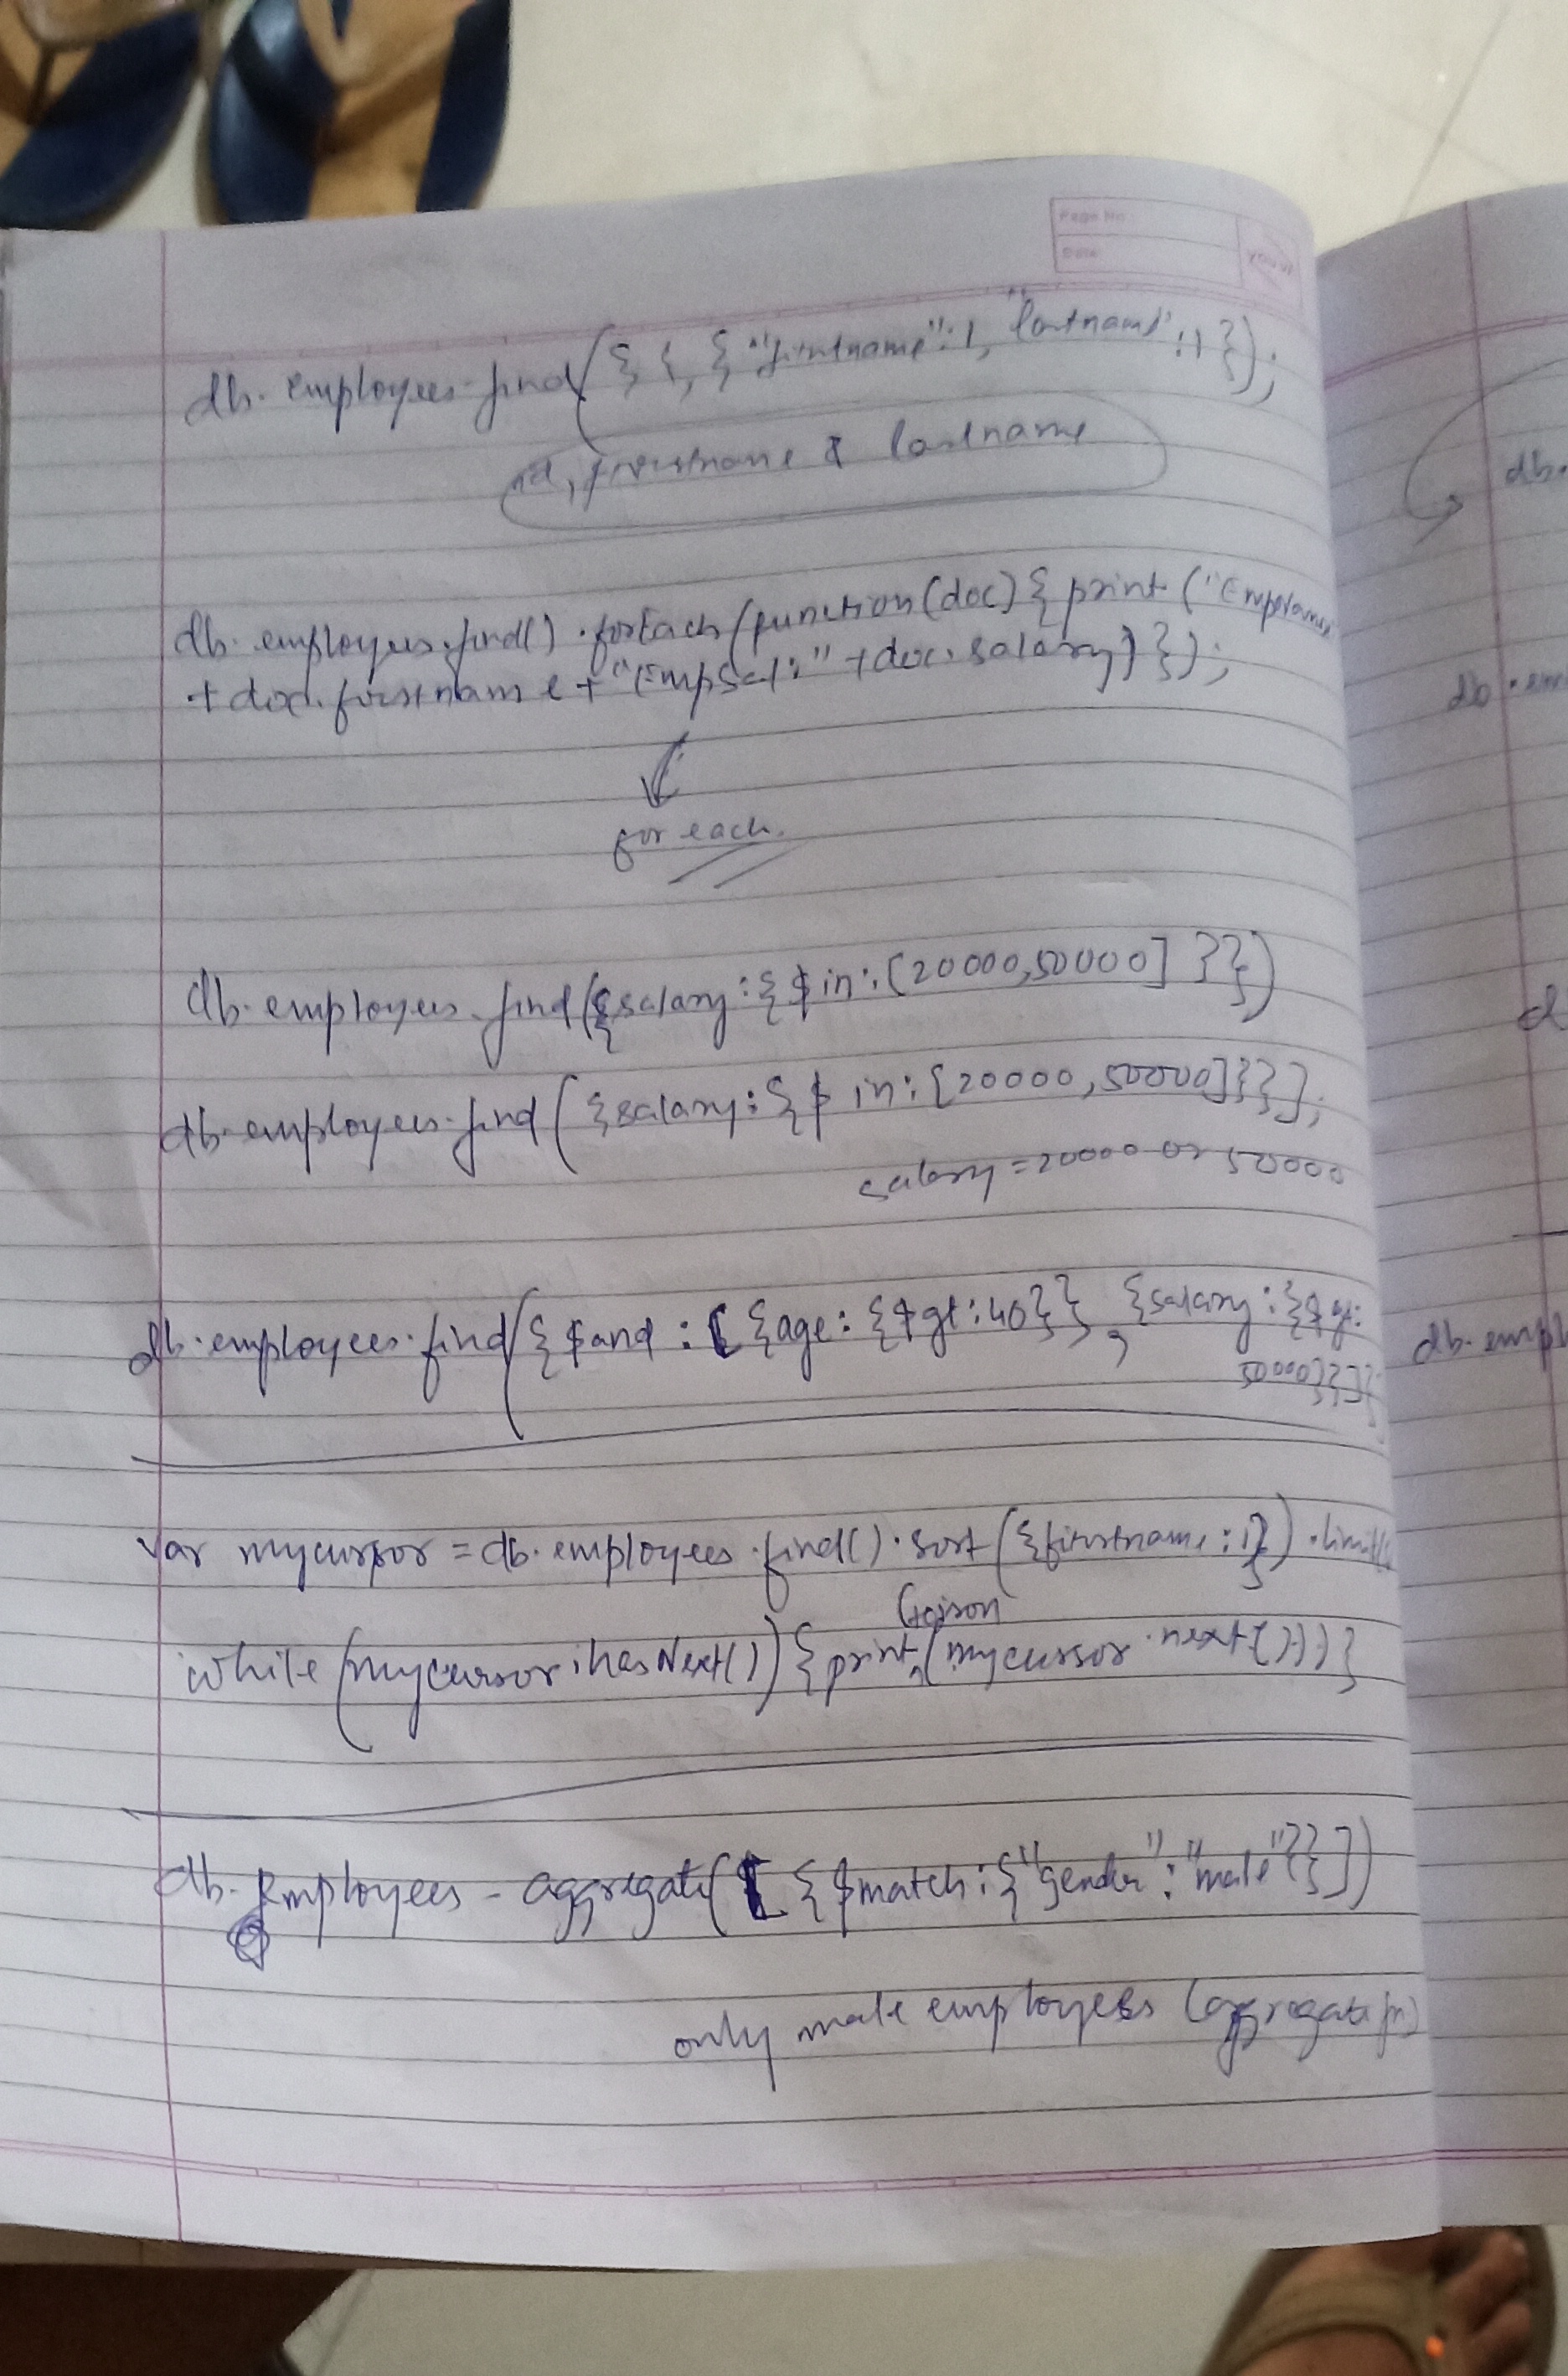 Page No.:
Date:
YOUVA
db.employees.find({ }, { "firstname":1, "lastname":1 });
id, firstname & lastname
db.employees.find().forEach(function(doc){ print ("EmpName
+doc.firstname+"EmpSal:"+doc.salary) });
for each.
db.employees.find({salary:{$in:[20000,50000] }})
db.employees.find({salary:{$in:[20000,50000]}}];
salary=20000 or 50000
db.employees.find({$and:[{age:{$gt:40}},{salary:{$gt:
50000}}]}
var mycursor=db.employees.find().sort({firstname:1}).limit(
tojson
while(mycursor.hasNext()){print(mycursor.next()))}
db.employees-aggregate([{$match:{"gender":"male"}}])
only male employees (aggregate fn)
db.
db.em
d
db.empl